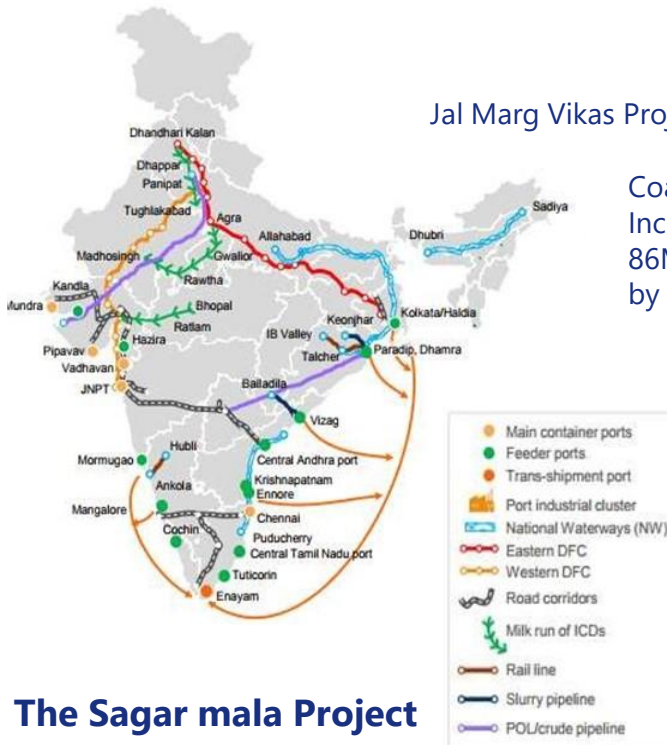 Jal Marg Vikas Proj
Coa
Inc
86M
by
Dhandhari Kalan
Dhappar
Panipat
Tughlakabad
Agra
Allahabad
Dhubri
Sadiya
Madhosingh
Gwalior
Rawtha
Kandla
Mundra
Bhopal
Ratlam
Hazira
Pipavav
Vadhavan
JNPT
IB Valley
Keonjhar
Kolkata/Haldia
Talcher
Paradip, Dhamra
Bailadila
Vizag
Hubli
Mormugao
Central Andhra port
Ankola
Krishnapatnam
Ennore
Mangalore
Chennai
Cochin
Puducherry
Central Tamil Nadu port
Tuticorin
Enayam
Main container ports
Feeder ports
Trans-shipment port
Port industrial cluster
National Waterways (NW)
Eastern DFC
Western DFC
Road corridors
Milk run of ICDs
Rail line
Slurry pipeline
POL/crude pipeline
The Sagar mala Project